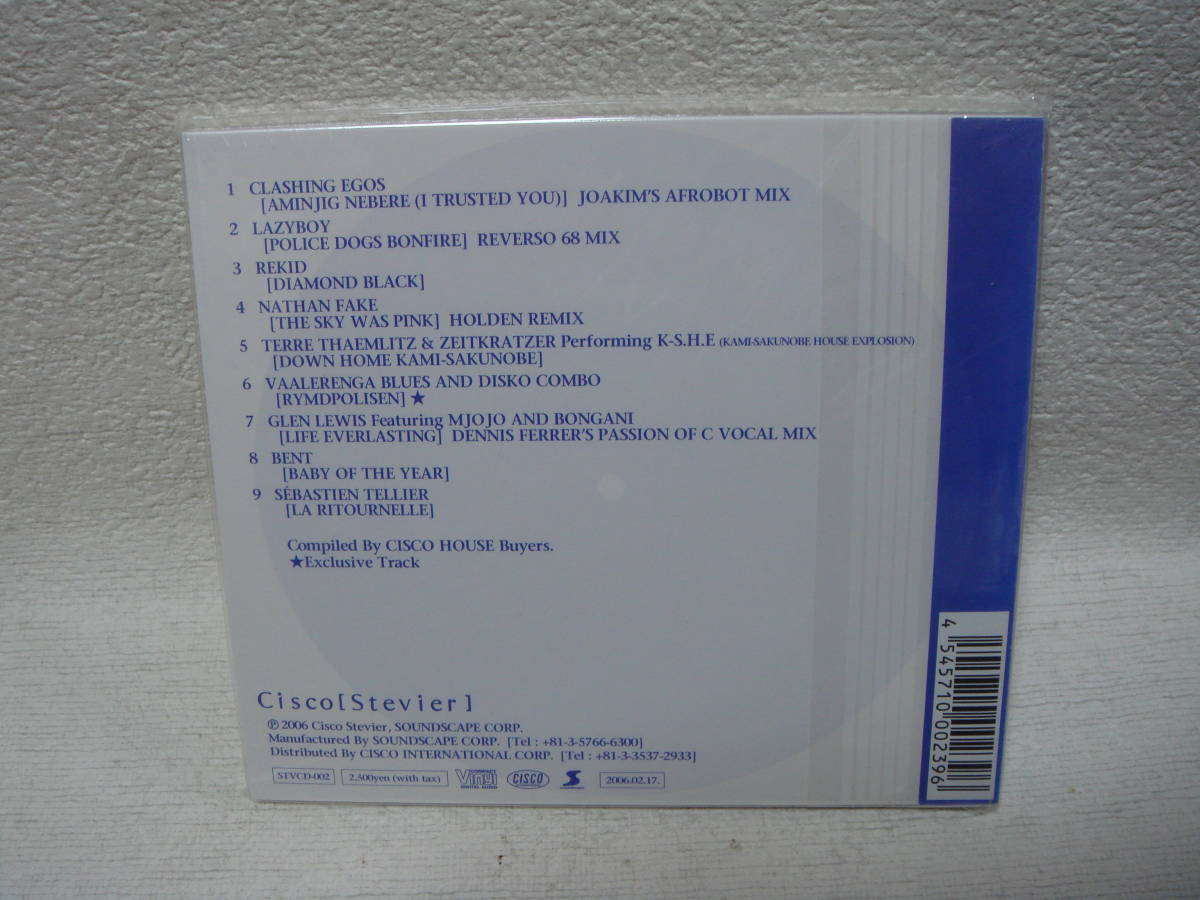 1 CLASHING EGOS
[AMINJIG NEBERE (I TRUSTED YOU)] JOAKIM'S AFROBOT MIX
2 LAZYBOY
[POLICE DOGS BONFIRE] REVERSO 68 MIX
3 REKID
[DIAMOND BLACK]
4 NATHAN FAKE
[THE SKY WAS PINK] HOLDEN REMIX
5 TERRE THAEMLITZ & ZEITKRATZER Performing K-S.H.E (KAMI-SAKUNOBE HOUSE EXPLOSION)
[DOWN HOME KAMI-SAKUNOBE]
6 VAALERENGA BLUES AND DISKO COMBO
[RYMDPOLISEN] ★
7 GLEN LEWIS Featuring MJOJO AND BONGANI
[LIFE EVERLASTING] DENNIS FERRER'S PASSION OF C VOCAL MIX
8 BENT
[BABY OF THE YEAR]
9 SÉBASTIEN TELLIER
[LA RITOURNELLE]
Compiled By CISCO HOUSE Buyers.
★Exclusive Track
Cisco[Stevier]
℗ 2006 Cisco Stevier, SOUNDSCAPE CORP.
Manufactured By SOUNDSCAPE CORP. [Tel : +81-3-5766-6300]
Distributed By CISCO INTERNATIONAL CORP. [Tel : +81-3-3537-2933]
STVCD-002 2,500yen (with tax) Vinyl DIGITAL AUDIO CISCO 2006.02.17.
4 545710 002396